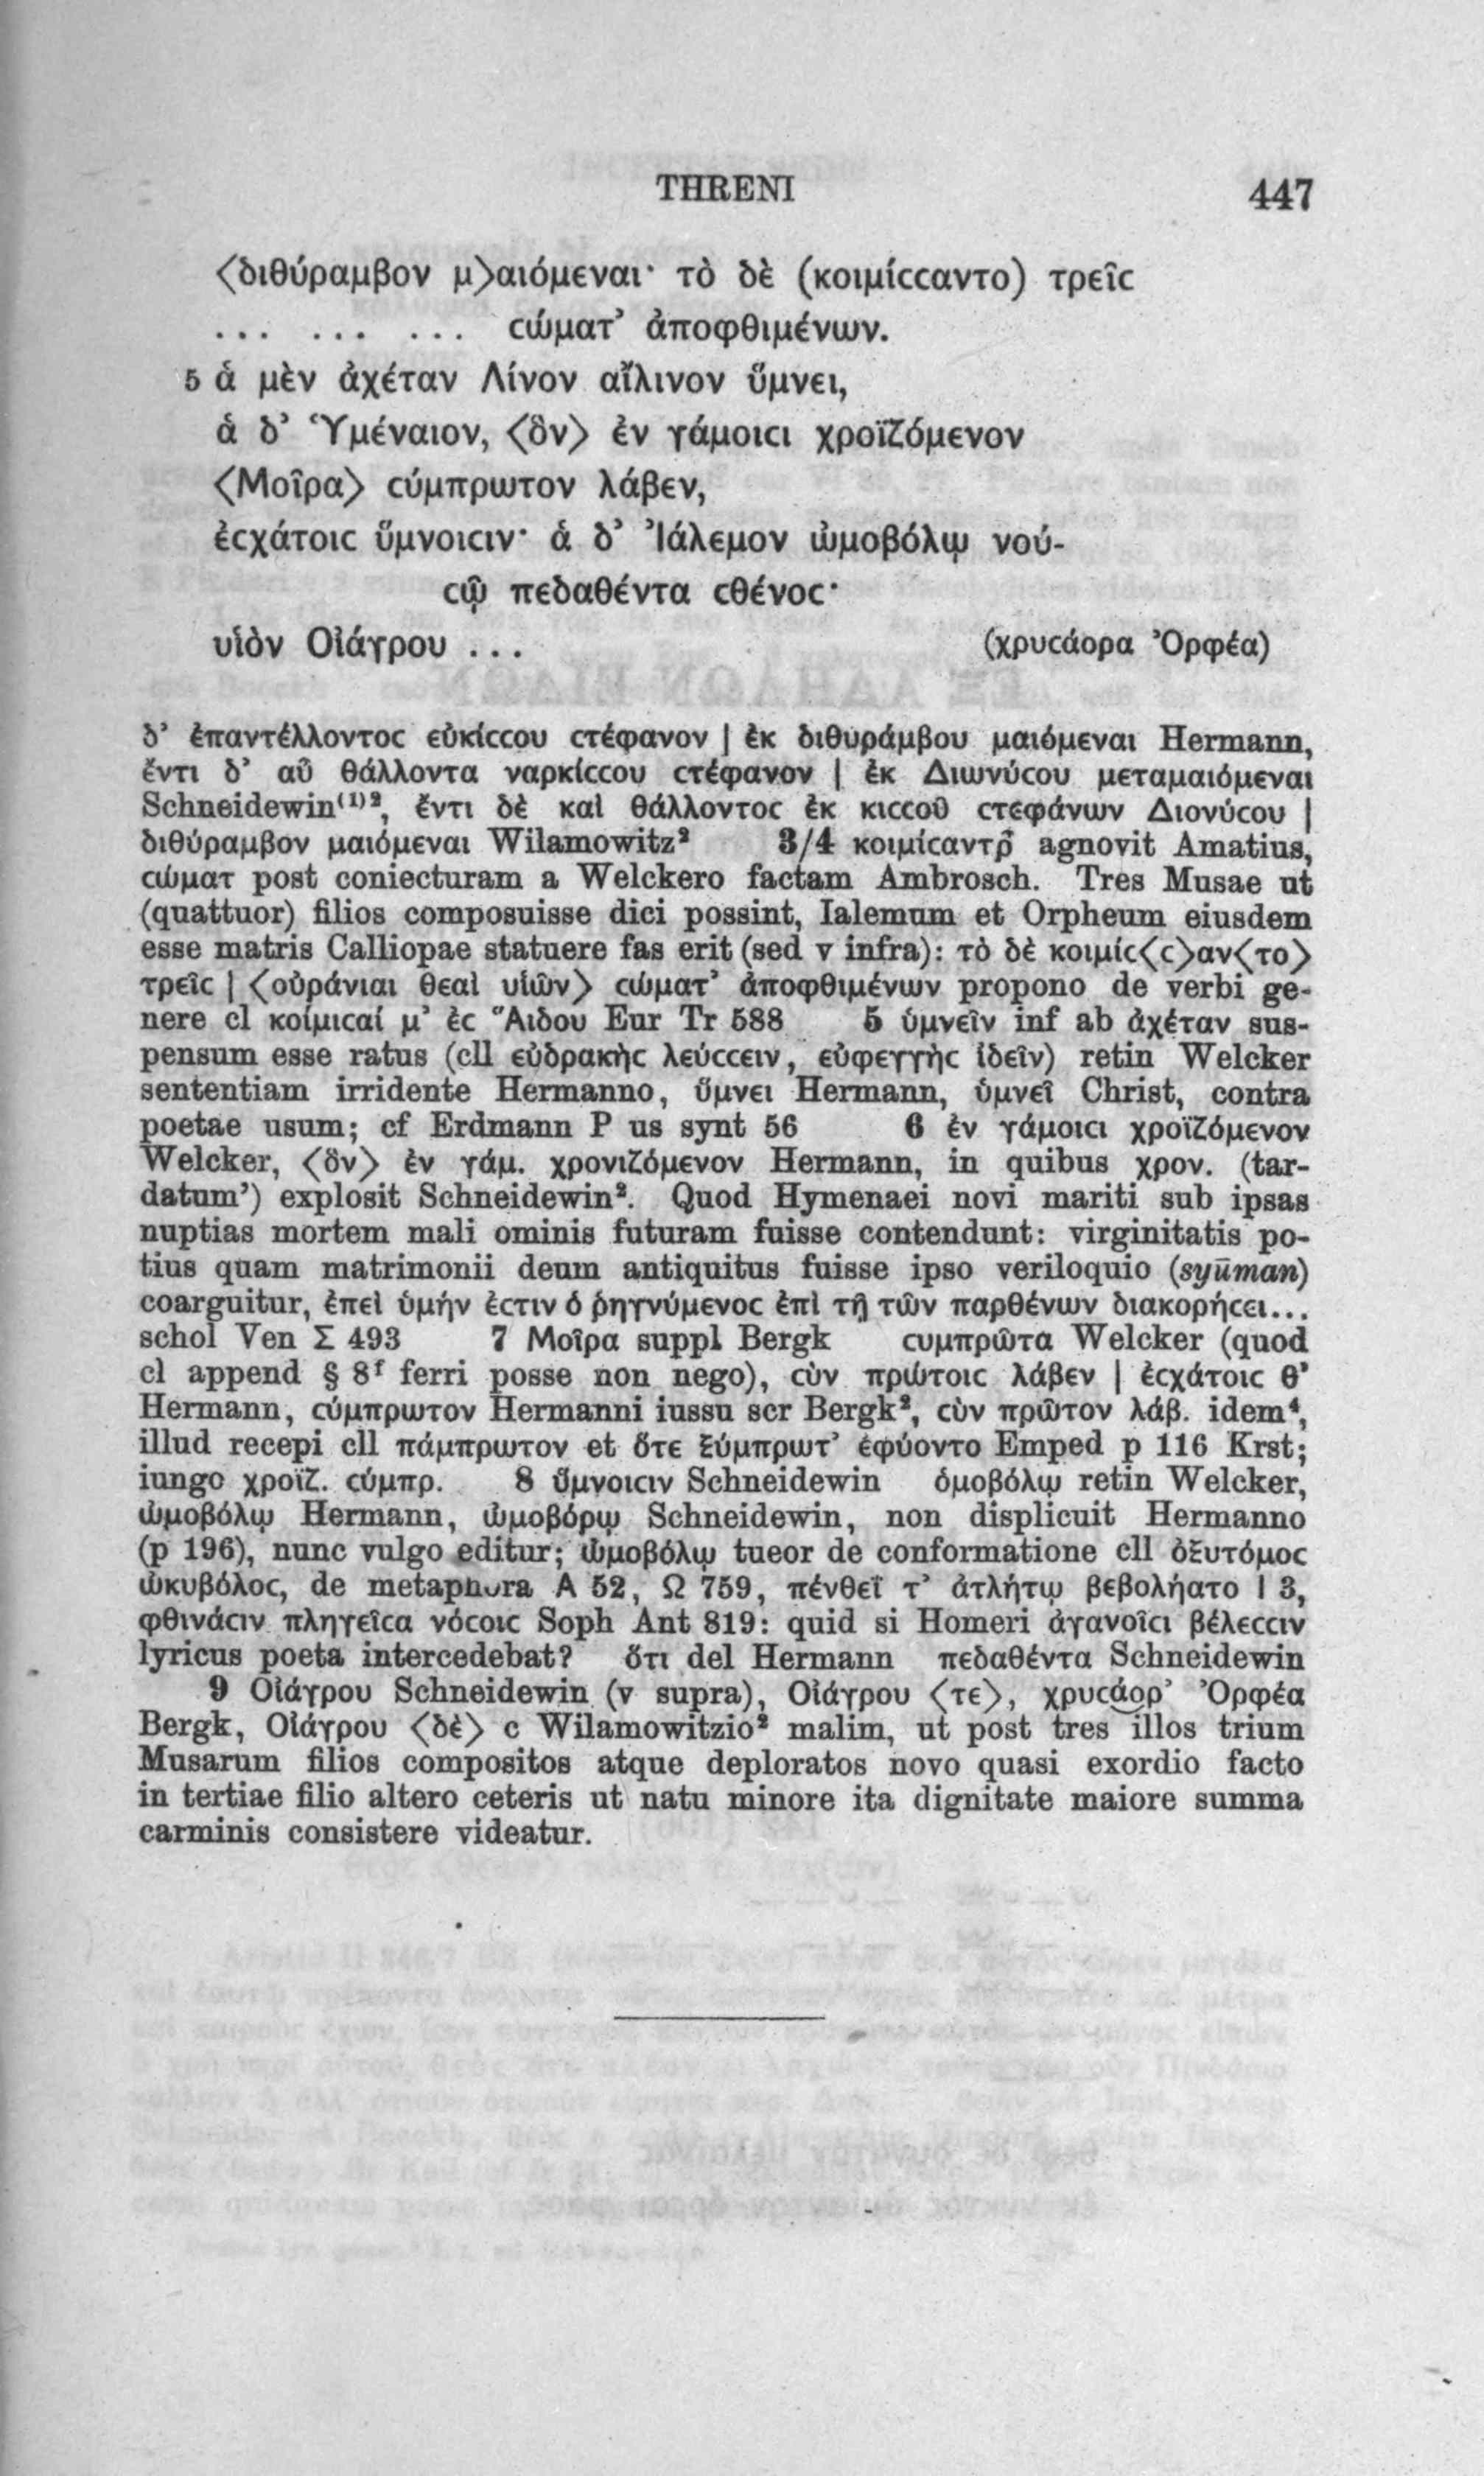 THRENI 447
⟨διθύραμβον μ⟩αιόμεναι· τὸ δὲ (κοιμίϲϲαντο) τρεῖϲ
... ... ... ϲώματ’ ἀποφθιμένων.
5 ἁ μὲν ἀχέταν Λίνον αἴλινον ὕμνει,
ἁ δ’ Ὑμέναιον, ⟨ὃν⟩ ἐν γάμοιϲι χροϊζόμενον
⟨Μοῖρα⟩ ϲύμπρωτον λάβεν,
ἐϲχάτοιϲ ὕμνοιϲιν· ἁ δ’ Ἰάλεμον ὠμοβόλῳ νού-
ϲῳ πεδαθέντα ϲθένοϲ·
υἱὸν Οἰάγρου ... (χρυϲάορα Ὀρφέα)
δ’ ἐπαντέλλοντοϲ εὐκίϲϲου ϲτέφανον | ἐκ διθυράμβου μαιόμεναι Hermann,
ἔντι δ’ αὖ θάλλοντα ναρκίϲϲου ϲτέφανον | ἐκ Διωνύϲου μεταμαιόμεναι
Schneidewin⁽¹⁾², ἔντι δὲ καὶ θάλλοντοϲ ἐκ κιϲϲοῦ ϲτεφάνων Διονύϲου |
διθύραμβον μαιόμεναι Wilamowitz² 3/4 κοιμίϲαντρ̄ agnovit Amatius,
ϲώματ post coniecturam a Welckero factam Ambrosch. Tres Musae ut
(quattuor) filios composuisse dici possint, Ialemum et Orpheum eiusdem
esse matris Calliopae statuere fas erit (sed v infra): τὸ δὲ κοιμίϲ⟨ϲ⟩αν⟨το⟩
τρεῖϲ | ⟨οὐράνιαι θεαὶ υἱῶν⟩ ϲώματ’ ἀποφθιμένων propono de verbi ge-
nere cl κοίμιϲαί μ’ ἐϲ Ἅιδου Eur Tr 588 5 ὑμνεῖν inf ab ἀχέταν sus-
pensum esse ratus (cll εὐδρακὴϲ λεύϲϲειν, εὐφεγγὴϲ ἰδεῖν) retin Welcker
sententiam irridente Hermanno, ὕμνει Hermann, ὑμνεῖ Christ, contra
poetae usum; cf Erdmann P us synt 56 6 ἐν γάμοιϲι χροϊζόμενον
Welcker, ⟨ὃν⟩ ἐν γάμ. χρονιζόμενον Hermann, in quibus χρον. (tar-
datum’) explosit Schneidewin². Quod Hymenaei novi mariti sub ipsas
nuptias mortem mali ominis futuram fuisse contendunt: virginitatis po-
tius quam matrimonii deum antiquitus fuisse ipso veriloquio (syūman)
coarguitur, ἐπεὶ ὑμήν ἐϲτιν ὁ ῥηγνύμενοϲ ἐπὶ τῇ τῶν παρθένων διακορήϲει...
schol Ven Σ 493 7 Μοῖρα suppl Bergk ϲυμπρῶτα Welcker (quod
cl append § 8f ferri posse non nego), ϲὺν πρώτοιϲ λάβεν | ἐϲχάτοιϲ θ’
Hermann, ϲύμπρωτον Hermanni iussu scr Bergk², ϲὺν πρῶτον λάβ. idem⁴,
illud recepi cll πάμπρωτον et ὅτε ξύμπρωτ’ ἐφύοντο Emped p 116 Krst;
iungo χροϊζ. ϲύμπρ. 8 ὕμνοιϲιν Schneidewin ὁμοβόλῳ retin Welcker,
ὠμοβόλῳ Hermann, ὠμοβόρῳ Schneidewin, non displicuit Hermanno
(p 196), nunc vulgo editur; ὠμοβόλῳ tueor de conformatione cll ὀξυτόμοϲ
ὠκυβόλοϲ, de metaphora Α 52, Ω 759, πένθεϊ τ’ ἀτλήτῳ βεβολήατο Ι 3,
φθινάϲιν πληγεῖϲα νόϲοιϲ Soph Ant 819: quid si Homeri ἀγανοῖϲι βέλεϲϲιν
lyricus poeta intercedebat? ὅτι del Hermann πεδαθέντα Schneidewin
9 Οἰάγρου Schneidewin (v supra), Οἰάγρου ⟨τε⟩, χρυϲάορ’ Ὀρφέα
Bergk, Οἰάγρου ⟨δὲ⟩ c Wilamowitzio² malim, ut post tres illos trium
Musarum filios compositos atque deploratos novo quasi exordio facto
in tertiae filio altero ceteris ut natu minore ita dignitate maiore summa
carminis consistere videatur.